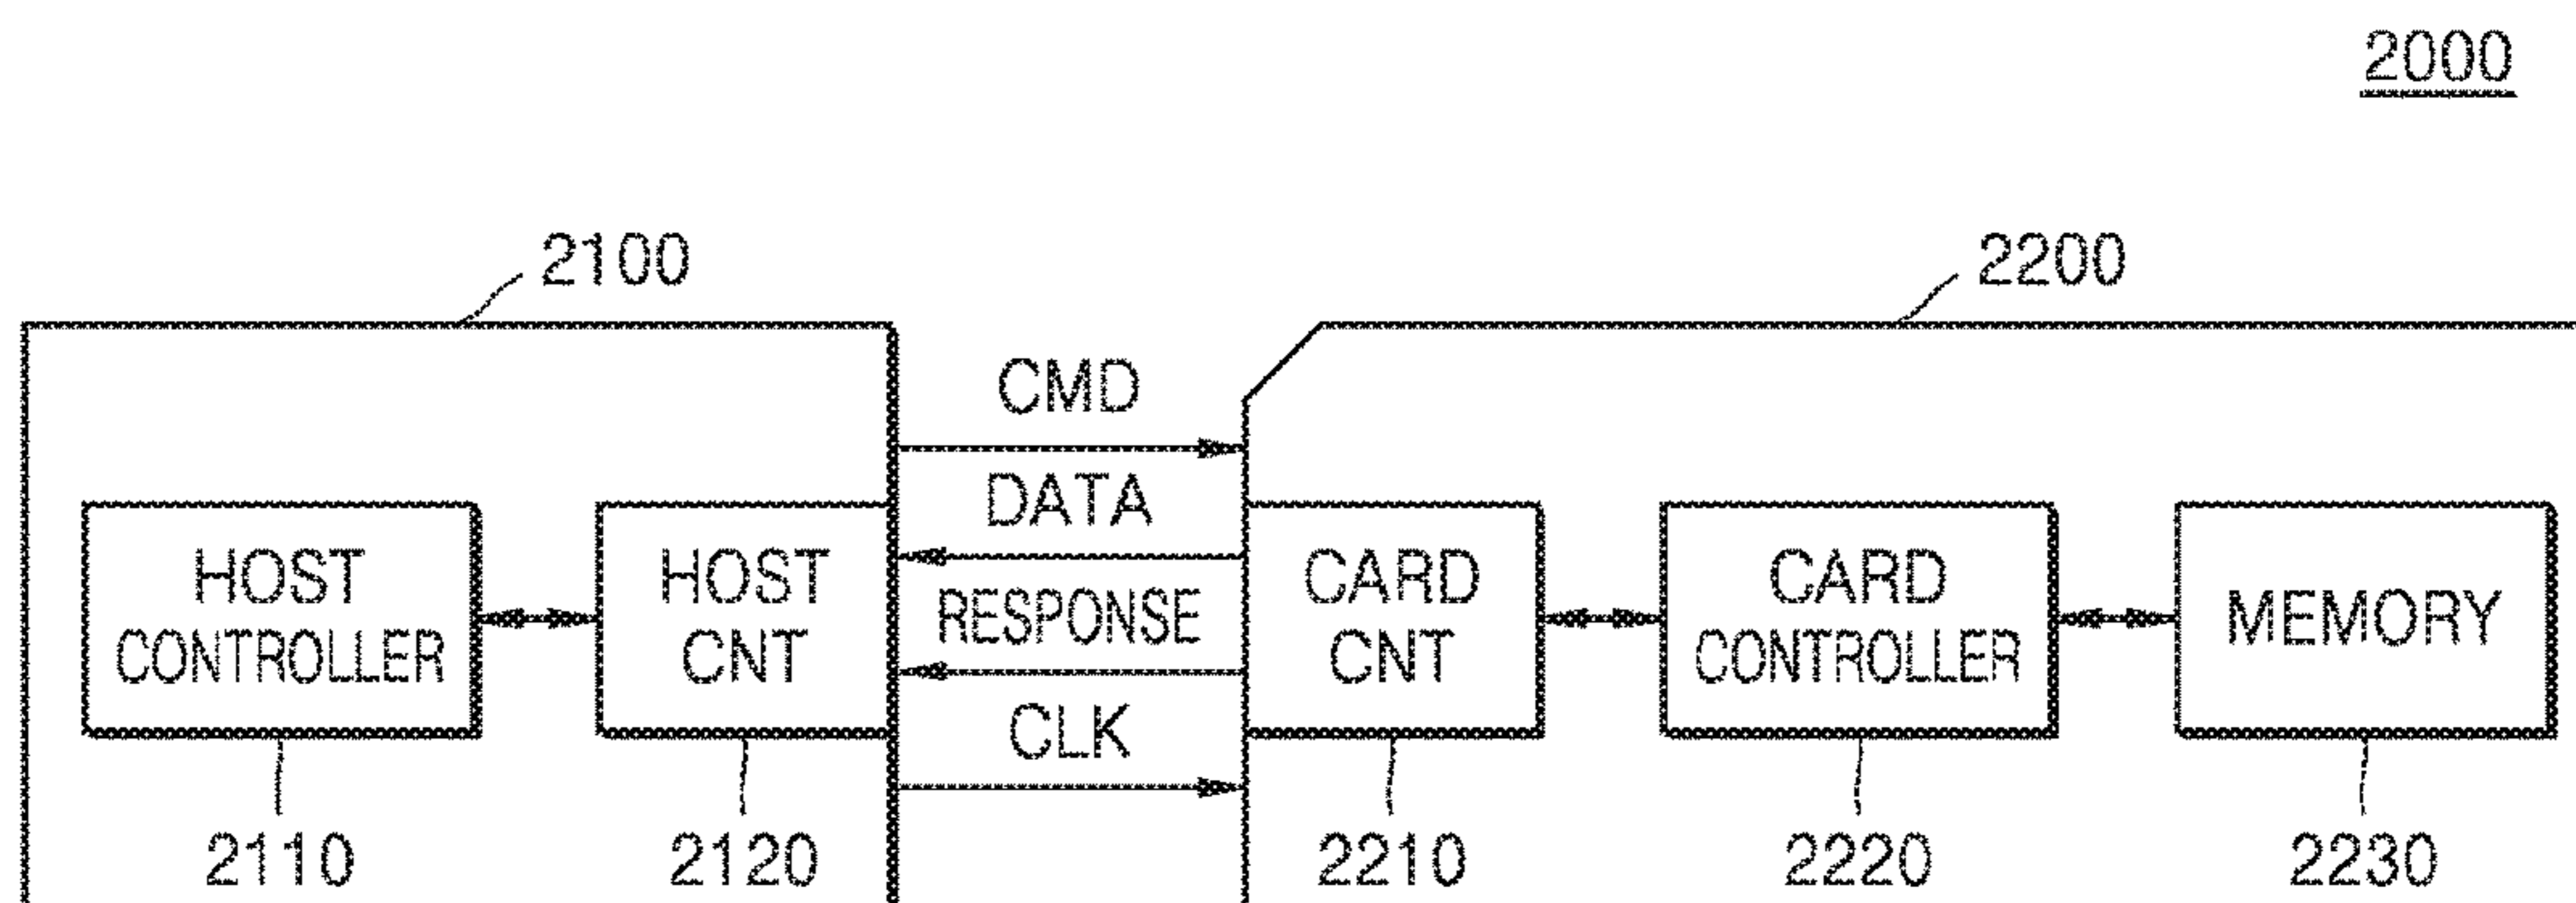 2000
2100
2200
CMD
DATA
RESPONSE
CLK
HOST
CONTROLLER
HOST
CNT
CARD
CNT
CARD
CONTROLLER
MEMORY
2110
2120
2210
2220
2230